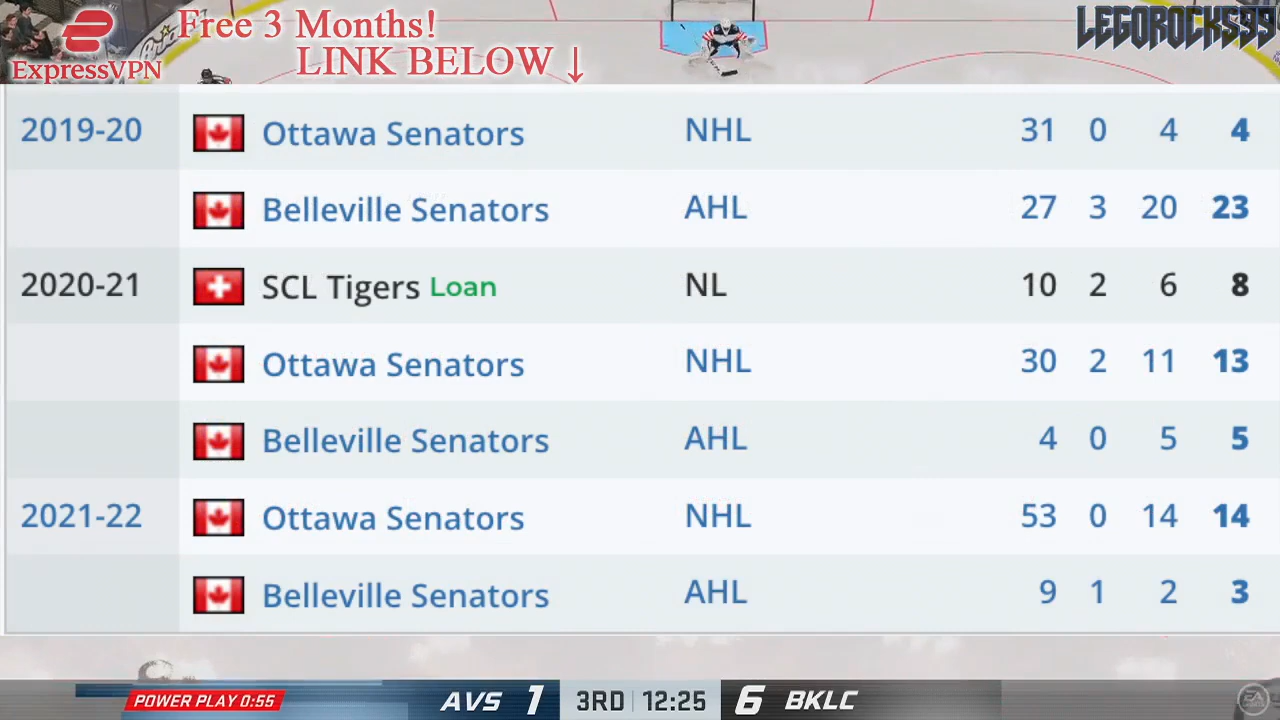 Free 3 Months!
LINK BELOW ↓
ExpressVPN
LEGOROCKS99
2019-20 Ottawa Senators NHL 31 0 4 4
Belleville Senators AHL 27 3 20 23
2020-21 SCL Tigers Loan NL 10 2 6 8
Ottawa Senators NHL 30 2 11 13
Belleville Senators AHL 4 0 5 5
2021-22 Ottawa Senators NHL 53 0 14 14
Belleville Senators AHL 9 1 2 3
POWER PLAY 0:55 AVS 1 3RD 12:25 6 BKLC